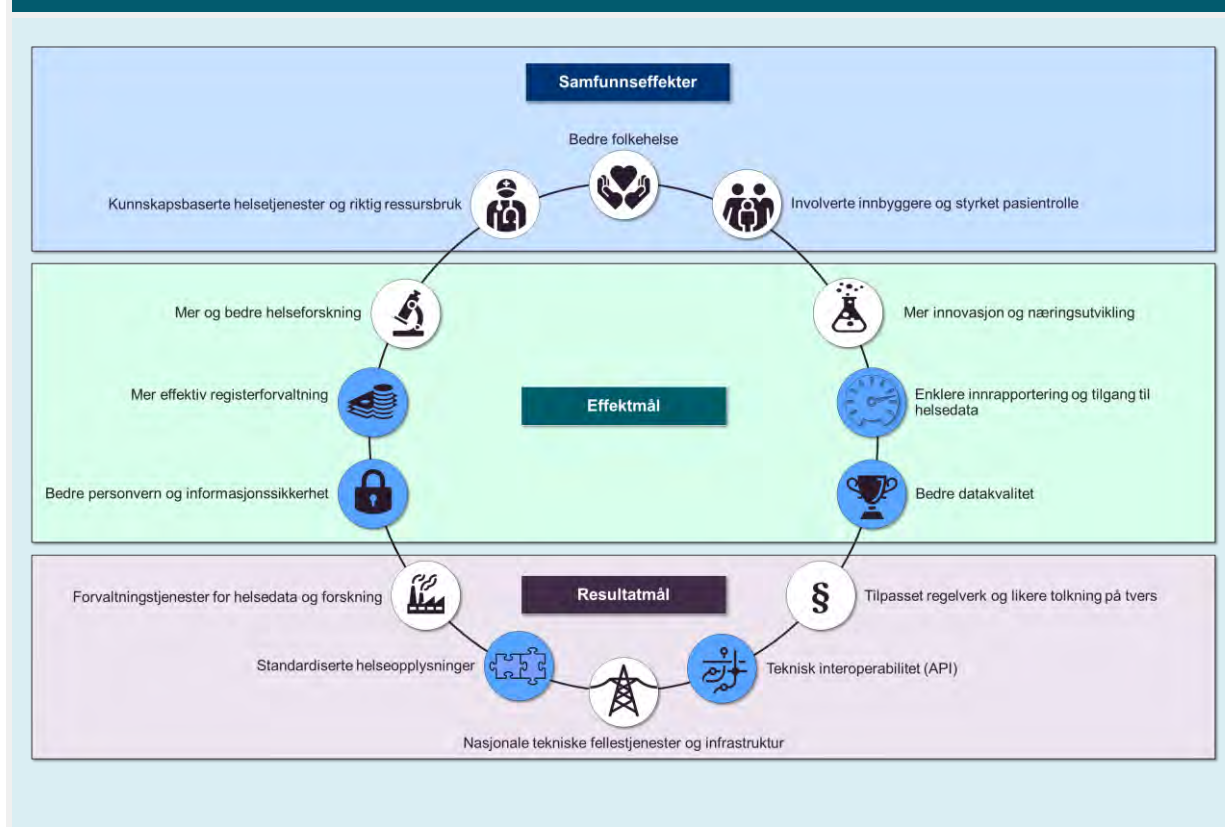 Samfunnseffekter
Bedre folkehelse
Kunnskapsbaserte helsetjenester og riktig ressursbruk
Involverte innbyggere og styrket pasientrolle
Mer og bedre helseforskning
Mer innovasjon og næringsutvikling
Mer effektiv registerforvaltning
Effektmål
Enklere innrapportering og tilgang til
helsedata
Bedre personvern og informasjonssikkerhet
Bedre datakvalitet
Resultatmål
Forvaltningstjenester for helsedata og forskning
§
Tilpasset regelverk og likere tolkning på tvers
Standardiserte helseopplysninger
Teknisk interoperabilitet (API)
Nasjonale tekniske fellestjenester og infrastruktur